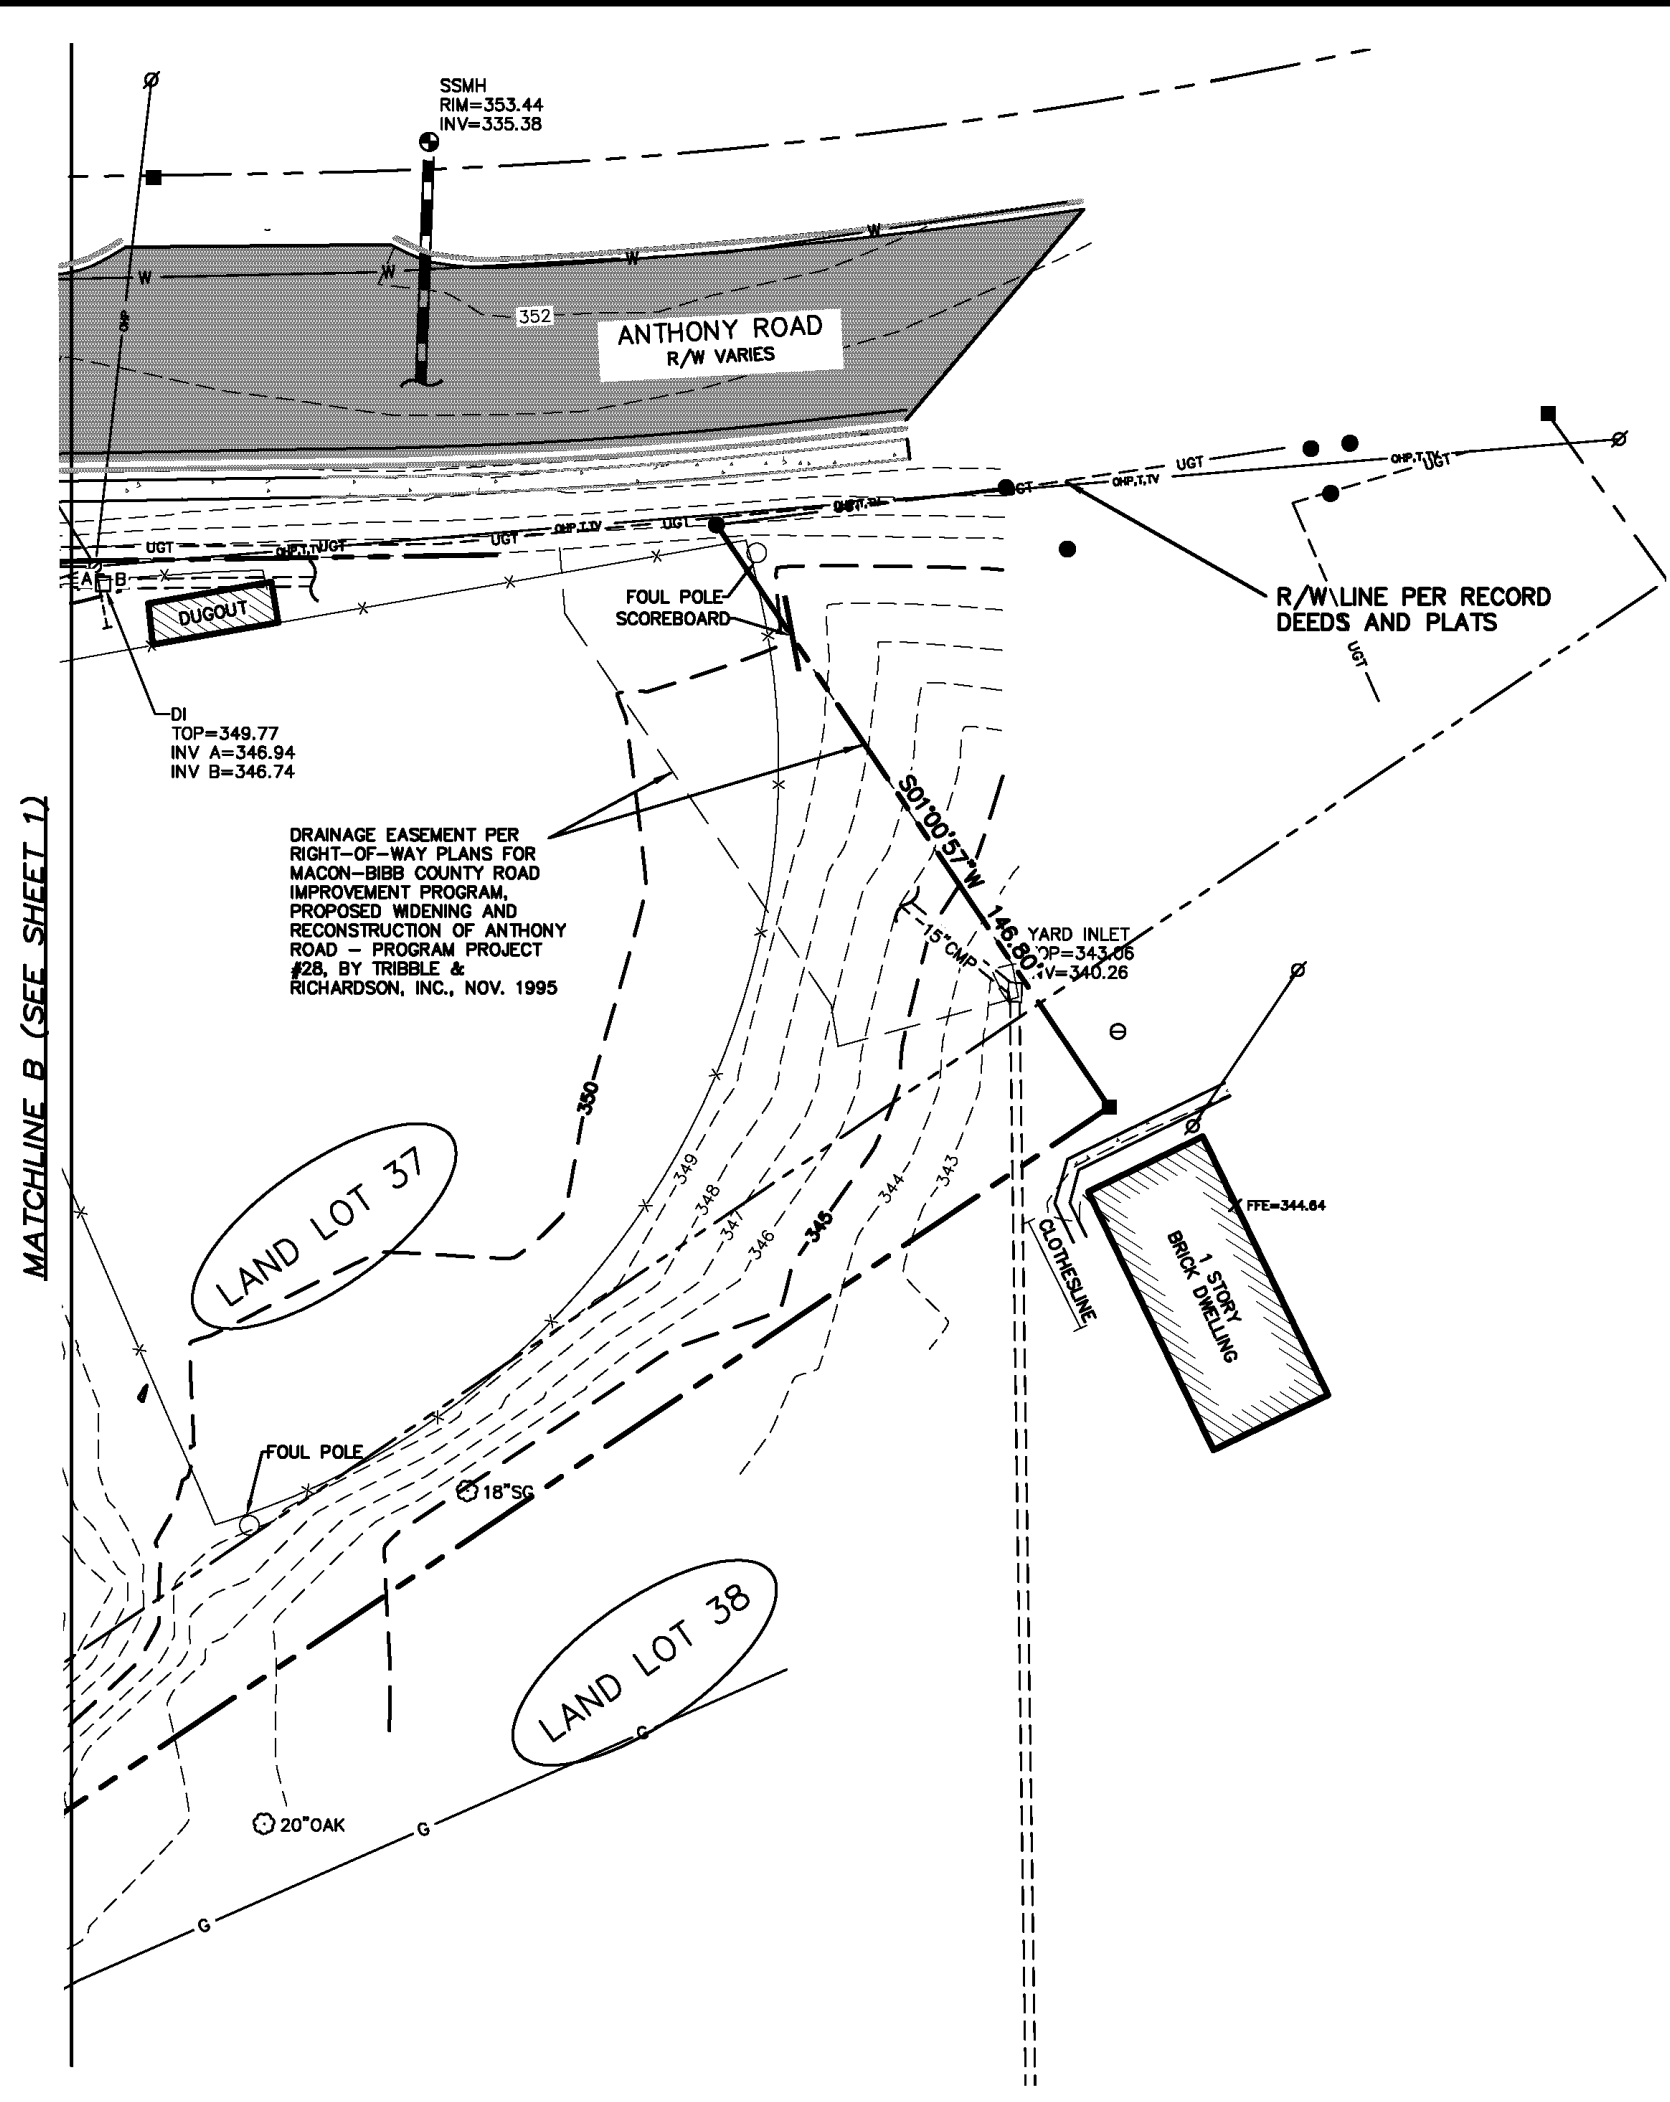 SSMH
RIM=353.44
INV=335.38
OHP
W
W
W
W
352
ANTHONY ROAD
R/W VARIES
UGT
OHP,T,TV
UGT
UGT
OHP,T,TV
UGT
OHP,T,TV
UGT
OHP,T,TV
UGT
A
B
DUGOUT
FOUL POLE
SCOREBOARD
R/W LINE PER RECORD
DEEDS AND PLATS
UGT
DI
TOP=349.77
INV A=346.94
INV B=346.74
MATCHLINE B (SEE SHEET 1)
DRAINAGE EASEMENT PER
RIGHT-OF-WAY PLANS FOR
MACON-BIBB COUNTY ROAD
IMPROVEMENT PROGRAM,
PROPOSED WIDENING AND
RECONSTRUCTION OF ANTHONY
ROAD - PROGRAM PROJECT
#28, BY TRIBBLE &
RICHARDSON, INC., NOV. 1995
S01°00'57"W 146.80'
15"CMP
YARD INLET
343.06
340.26
350
LAND LOT 37
349
348
347
346
345
344
343
FFE=344.64
CLOTHESLINE
1 STORY
BRICK DWELLING
FOUL POLE
18"SG
LAND LOT 38
20"OAK
G
G
G